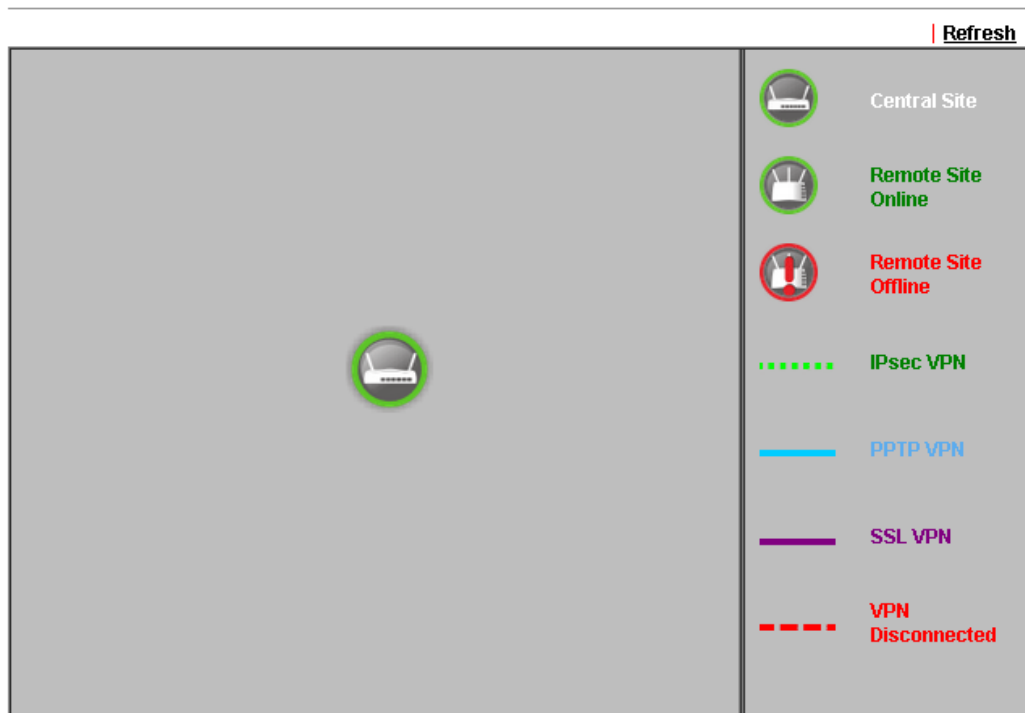 | Refresh
Central Site
Remote Site
Online
Remote Site
Offline
IPsec VPN
PPTP VPN
SSL VPN
VPN
Disconnected